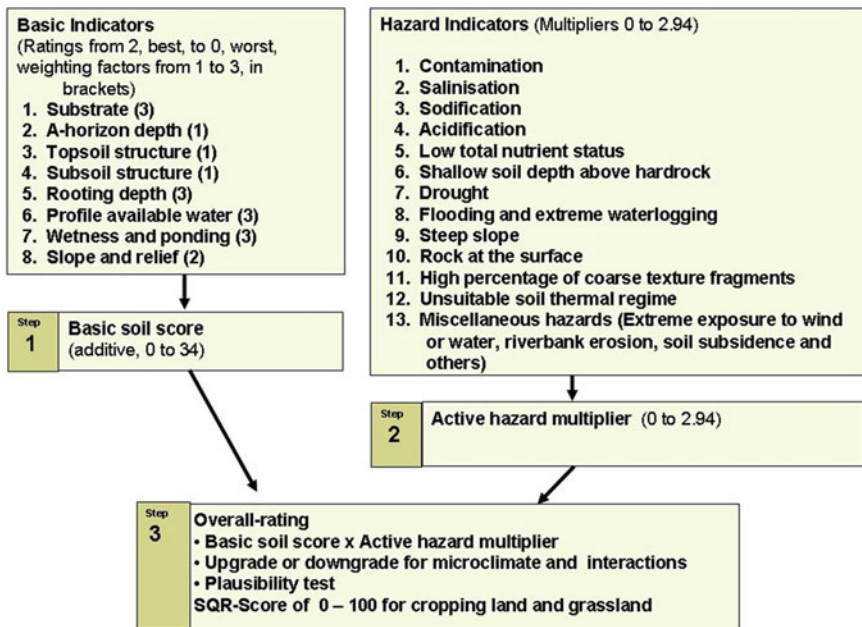 Basic Indicators
(Ratings from 2, best, to 0, worst,
weighting factors from 1 to 3, in
brackets)
1. Substrate (3)
2. A-horizon depth (1)
3. Topsoil structure (1)
4. Subsoil structure (1)
5. Rooting depth (3)
6. Profile available water (3)
7. Wetness and ponding (3)
8. Slope and relief (2)
Step
1
Basic soil score
(additive, 0 to 34)
Hazard Indicators (Multipliers 0 to 2.94)
1. Contamination
2. Salinisation
3. Sodification
4. Acidification
5. Low total nutrient status
6. Shallow soil depth above hardrock
7. Drought
8. Flooding and extreme waterlogging
9. Steep slope
10. Rock at the surface
11. High percentage of coarse texture fragments
12. Unsuitable soil thermal regime
13. Miscellaneous hazards (Extreme exposure to wind
or water, riverbank erosion, soil subsidence and
others)
Step
2
Active hazard multiplier (0 to 2.94)
Step
3
Overall-rating
• Basic soil score x Active hazard multiplier
• Upgrade or downgrade for microclimate and interactions
• Plausibility test
SQR-Score of 0 – 100 for cropping land and grassland